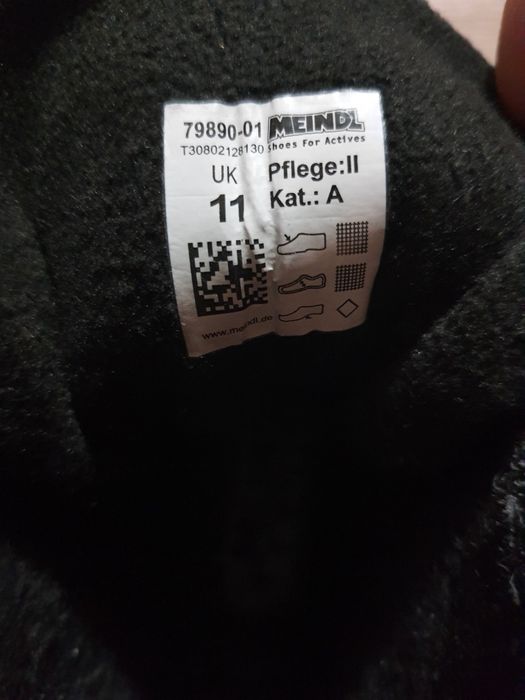 79890-01 MEINDL
T30802128130 Shoes For Actives
UK Pflege:II
11 Kat.: A
www.meindl.de